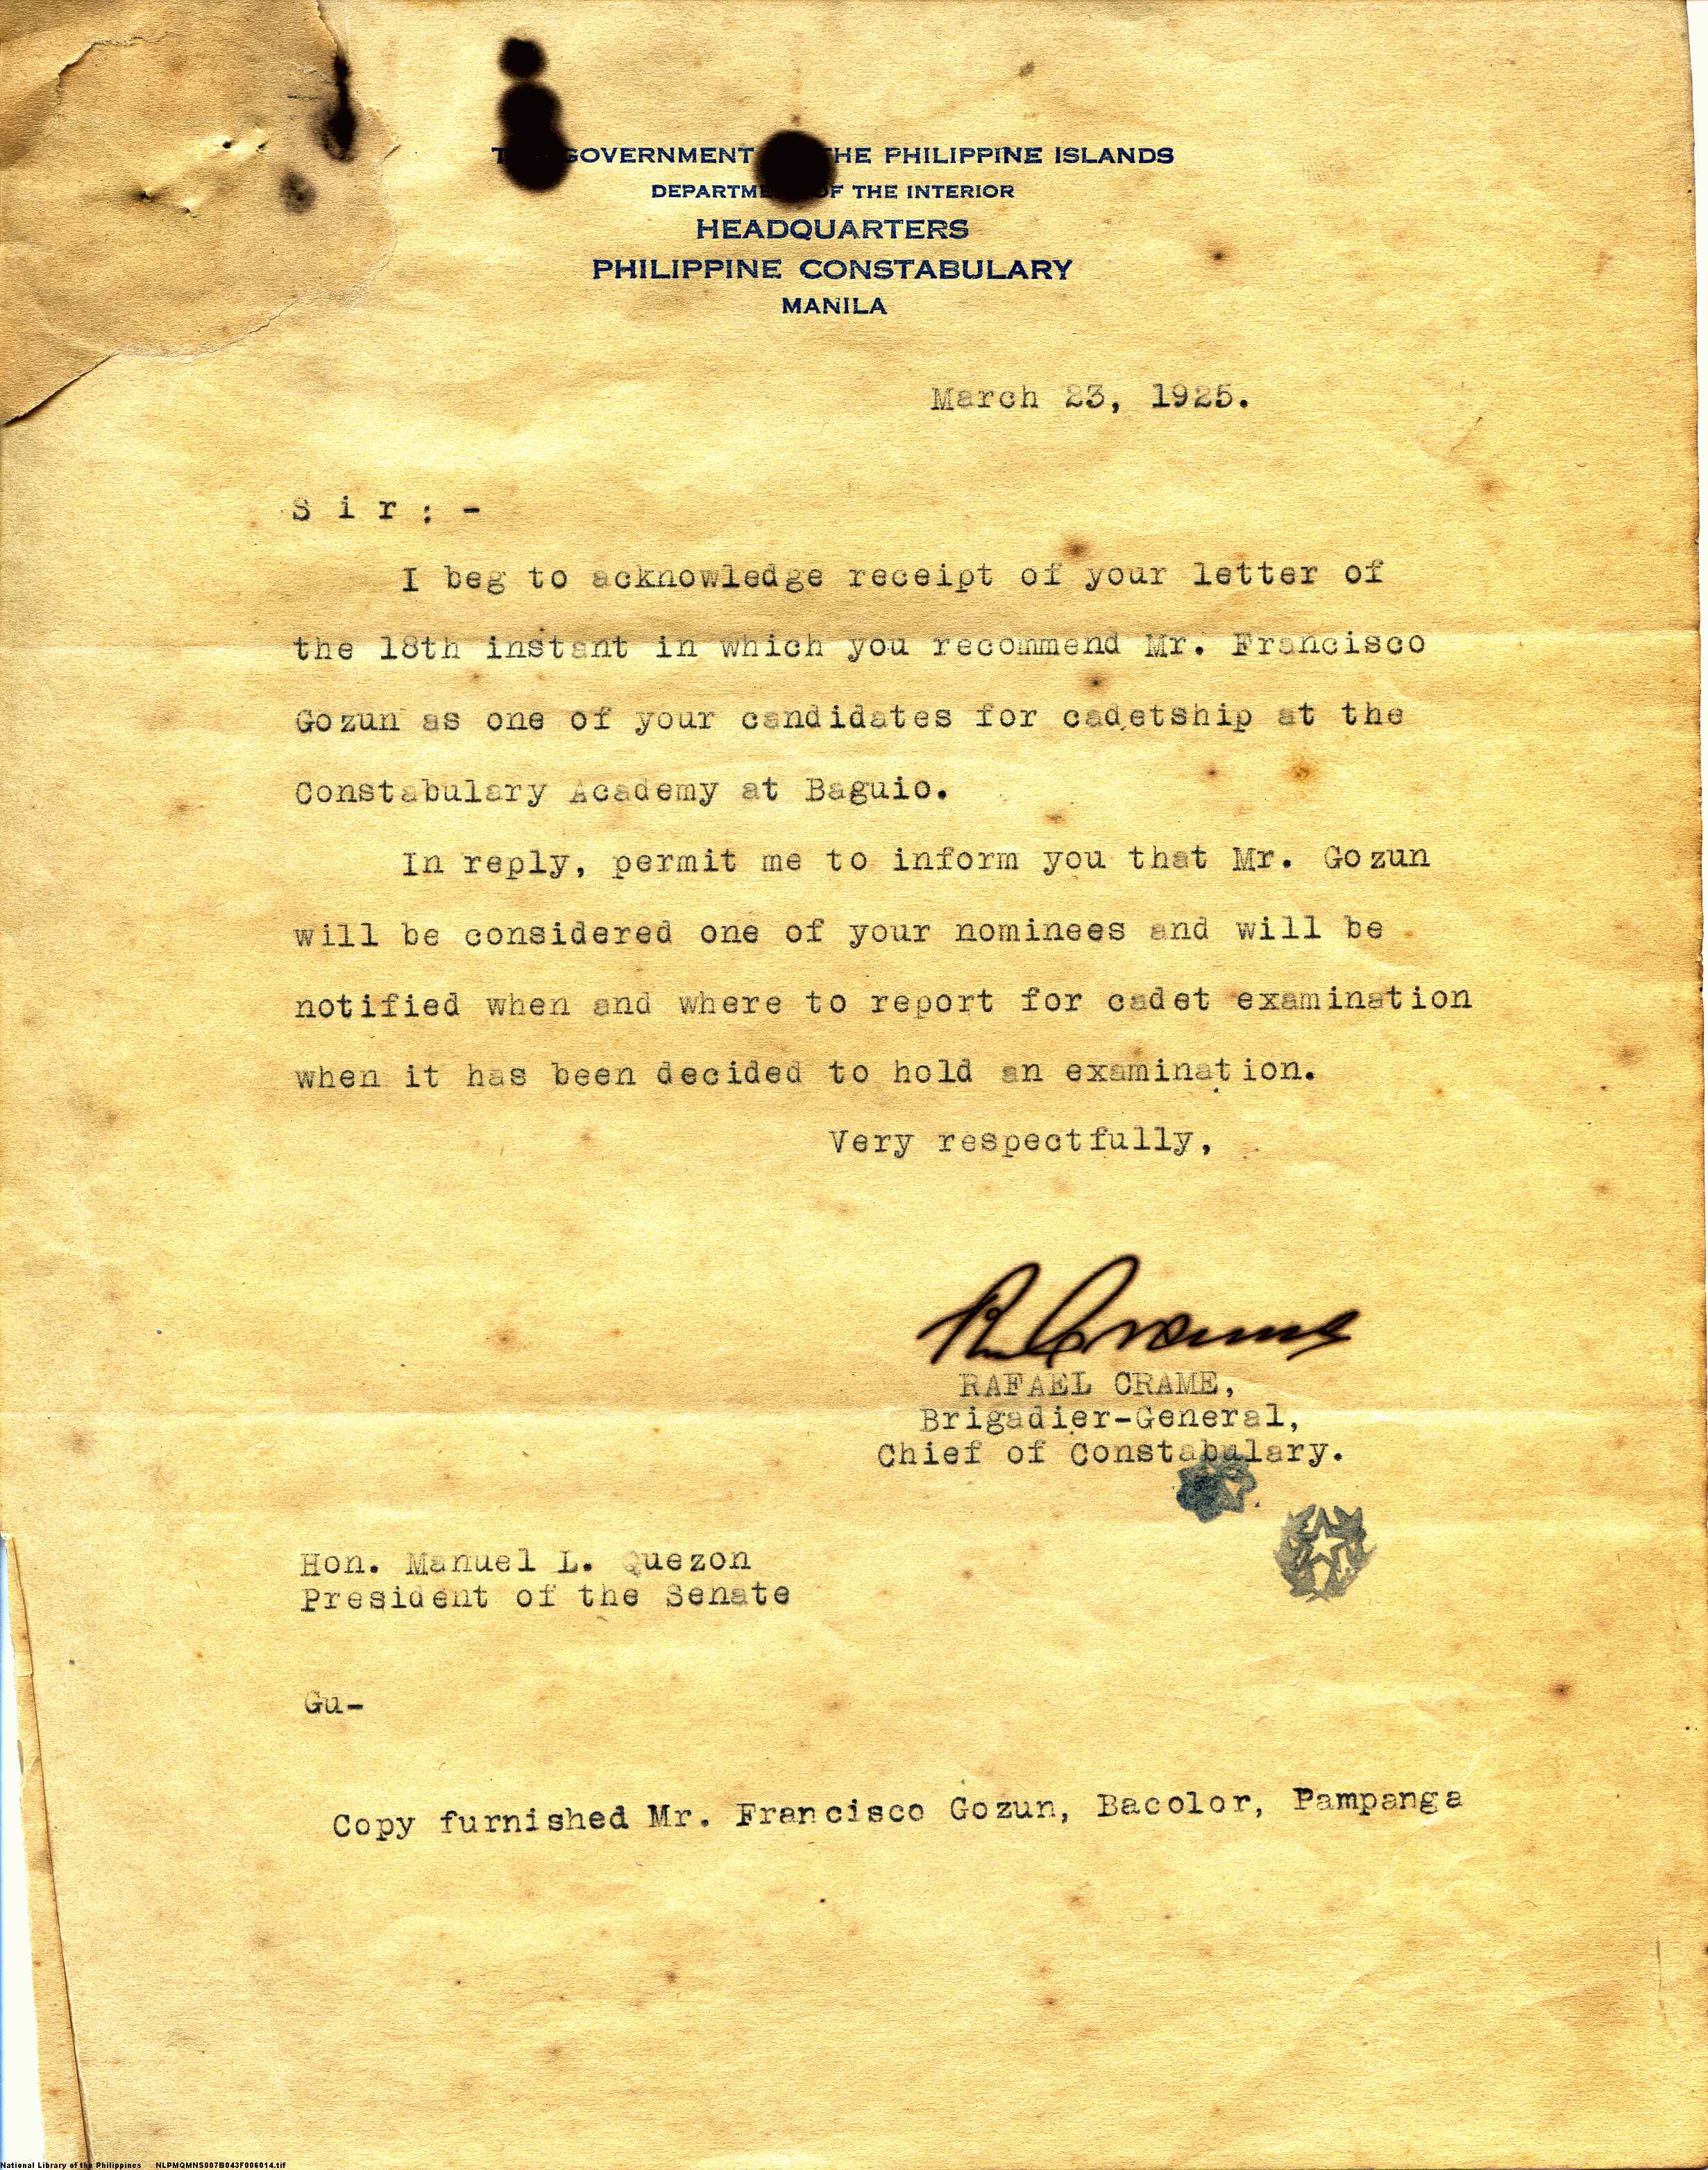 GOVERNMENT THE PHILIPPINE ISLANDS
OF THE INTERIOR
HEADQUARTERS
PHILIPPINE CONSTABULARY
MANILA
March 23, 1925.
S i r : -
I beg to acknowledge receipt of your letter of
the 18th instant in which you recommend Mr. Francisco
Gozun as one of your candidates for cadetship at the
Constabulary Academy at Baguio.
In reply, permit me to inform you that Mr. Gozun
will be considered one of your nominees and will be
notified when and where to report for cadet examination
when it has been decided to hold an examination.
Very respectfully,
R Crame
RAFAEL CRAME,
Brigadier-General,
Chief of Constabulary.
Hon. Manuel L. Quezon
President of the Senate
Gu-
Copy furnished Mr. Francisco Gozun, Bacolor, Pampanga
National Library of the Philippines NLPMQMNS007B043F006014.tif